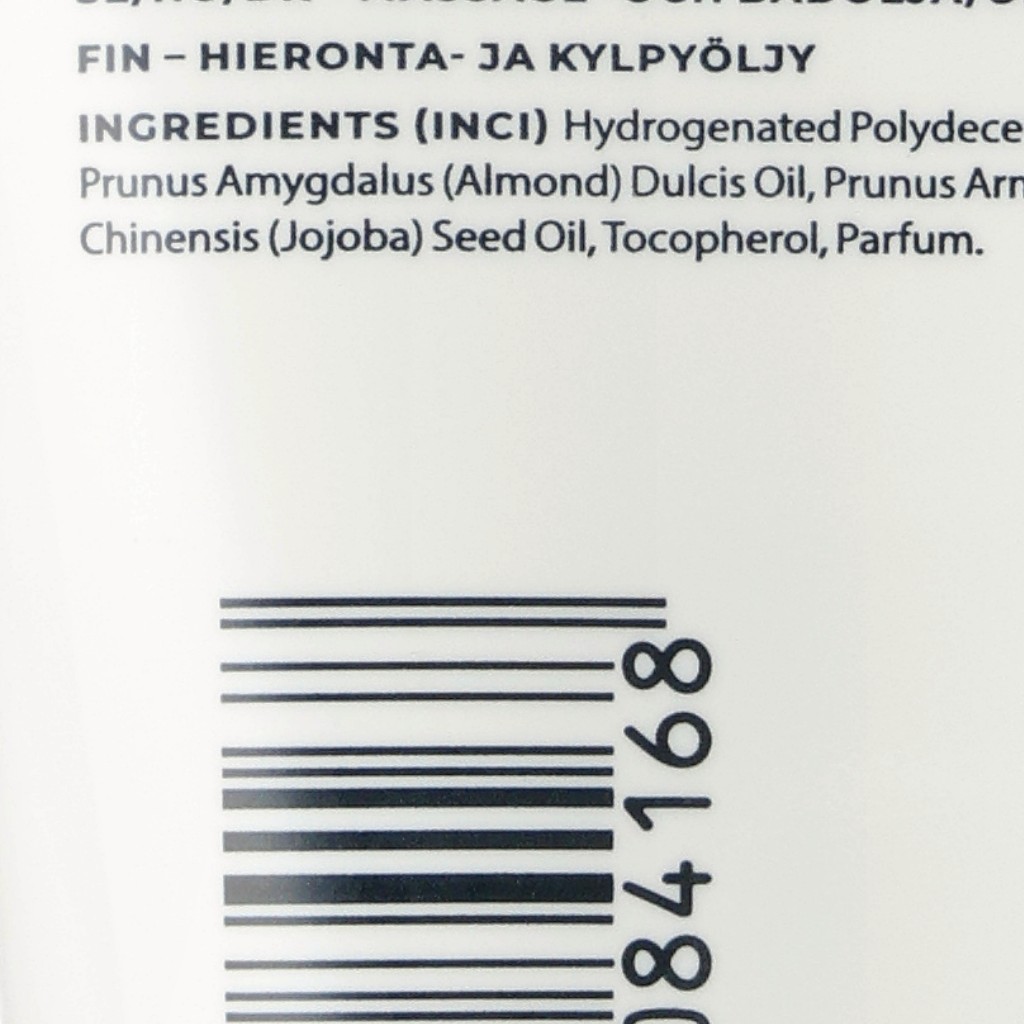 FIN – HIERONTA- JA KYLPYÖLJY
INGREDIENTS (INCI) Hydrogenated Polydece
Prunus Amygdalus (Almond) Dulcis Oil, Prunus Arm
Chinensis (Jojoba) Seed Oil, Tocopherol, Parfum.
084168